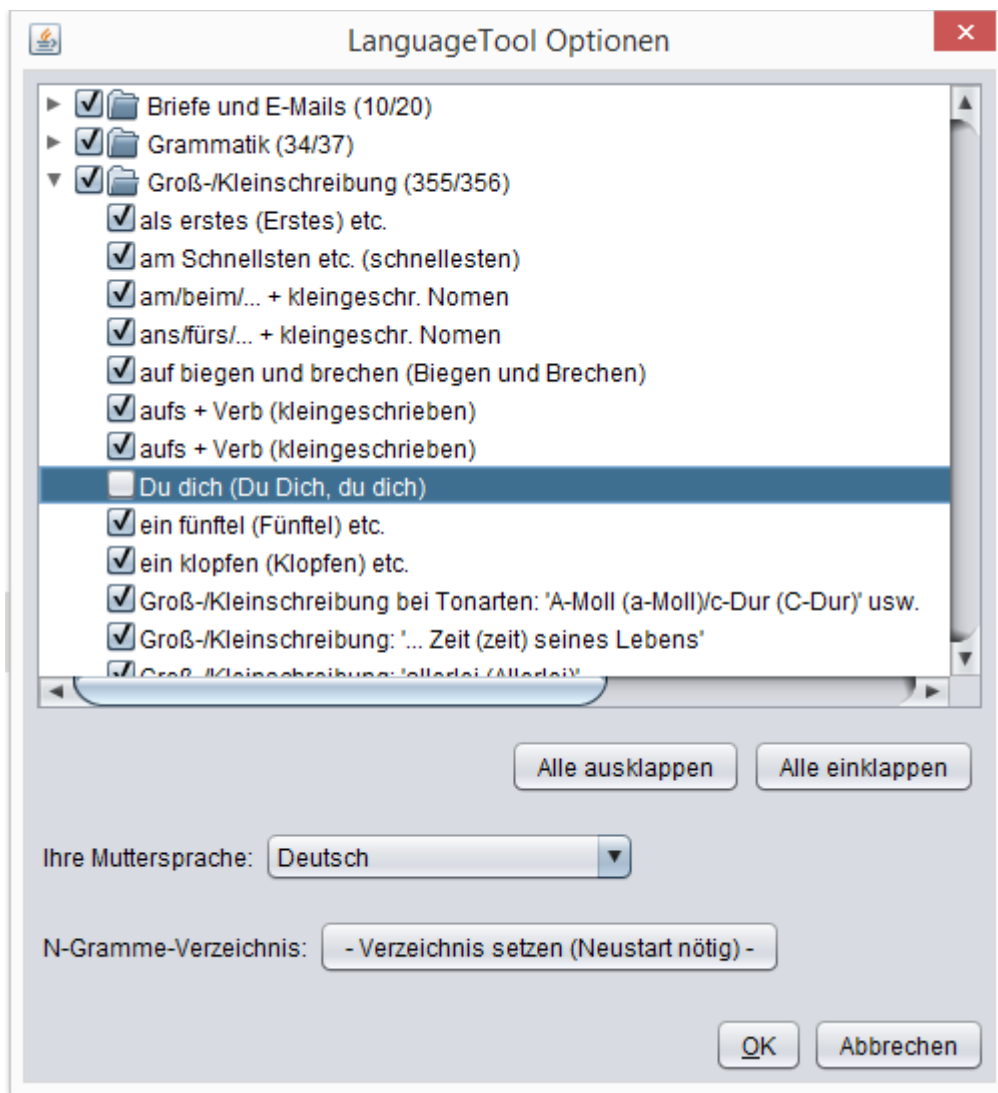 LanguageTool Optionen
Briefe und E-Mails (10/20)
Grammatik (34/37)
Groß-/Kleinschreibung (355/356)
als erstes (Erstes) etc.
am Schnellsten etc. (schnellesten)
am/beim/... + kleingeschr. Nomen
ans/fürs/... + kleingeschr. Nomen
auf biegen und brechen (Biegen und Brechen)
aufs + Verb (kleingeschrieben)
aufs + Verb (kleingeschrieben)
Du dich (Du Dich, du dich)
ein fünftel (Fünftel) etc.
ein klopfen (Klopfen) etc.
Groß-/Kleinschreibung bei Tonarten: 'A-Moll (a-Moll)/c-Dur (C-Dur)' usw.
Groß-/Kleinschreibung: '... Zeit (zeit) seines Lebens'
Groß-/Kleinschreibung: 'allerlei (Allerlei)'
Alle ausklappen Alle einklappen
Ihre Muttersprache: Deutsch
N-Gramme-Verzeichnis: - Verzeichnis setzen (Neustart nötig) -
OK Abbrechen